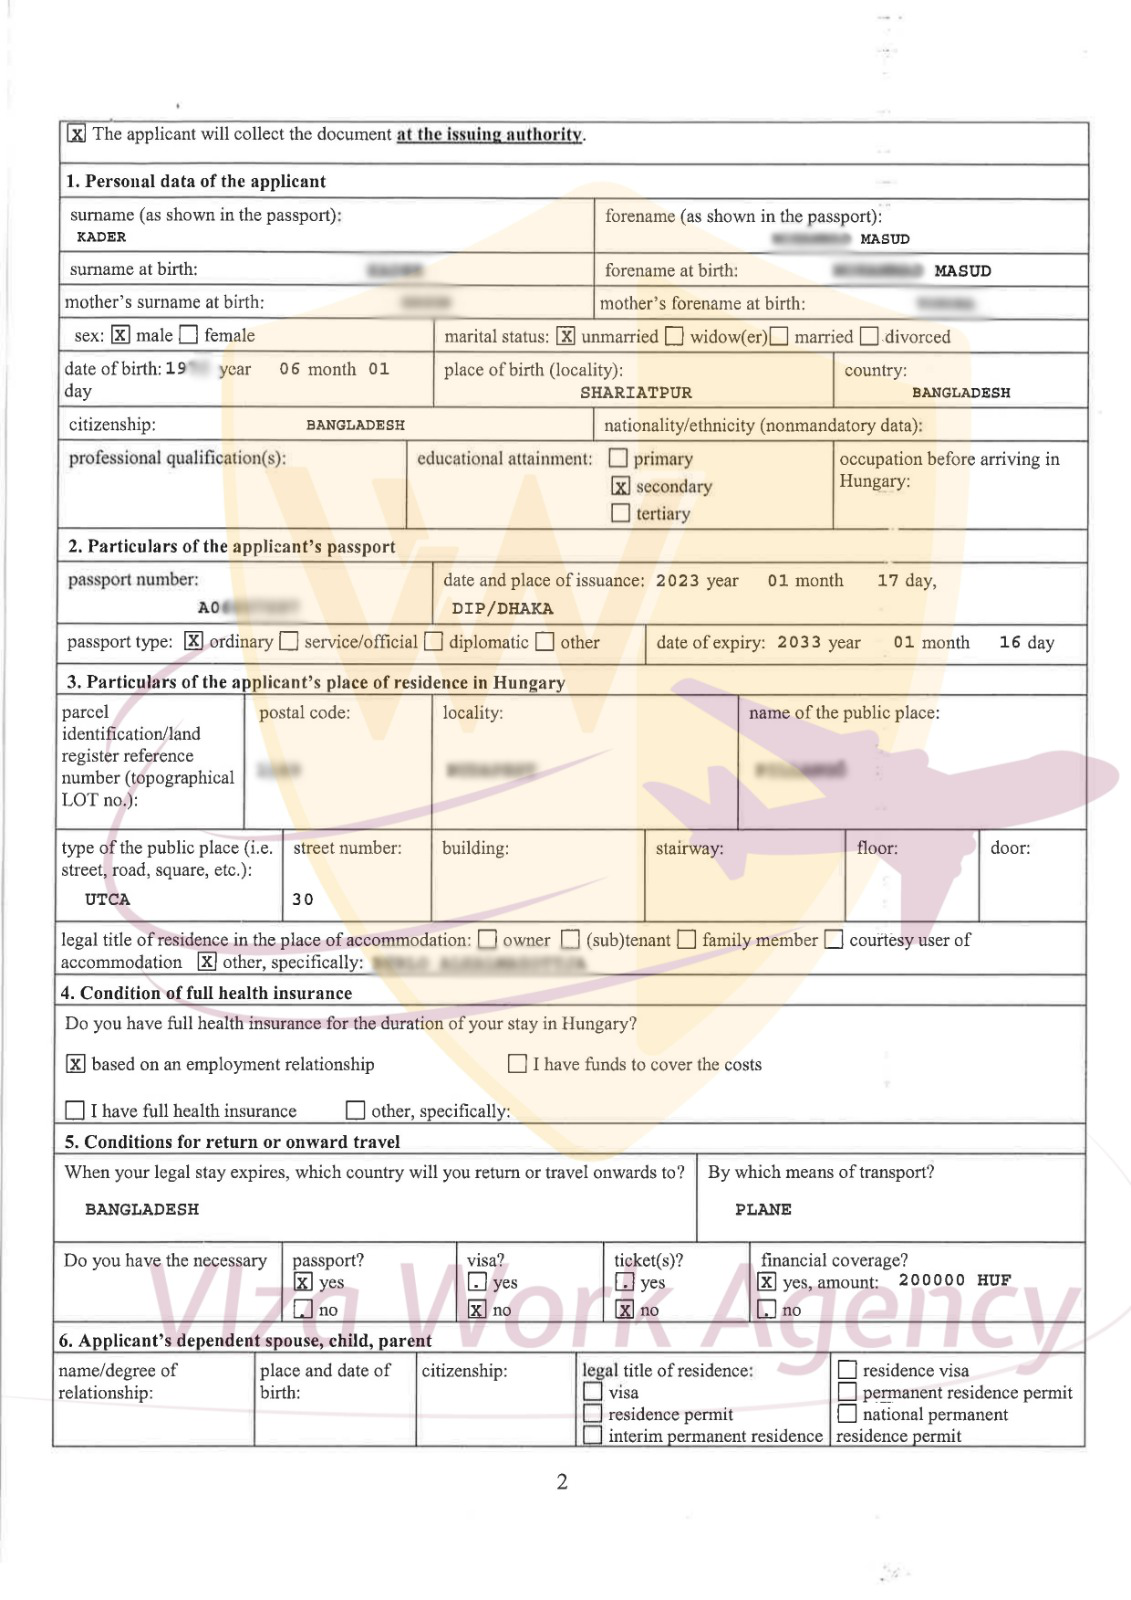 X The applicant will collect the document at the issuing authority.
1. Personal data of the applicant
surname (as shown in the passport):
KADER
forename (as shown in the passport):
MASUD
surname at birth:
forename at birth: MASUD
mother's surname at birth:
mother's forename at birth:
sex: X male female
marital status: X unmarried widow(er) married divorced
date of birth: 19 year 06 month 01
day
place of birth (locality):
SHARIATPUR
country:
BANGLADESH
citizenship: BANGLADESH
nationality/ethnicity (nonmandatory data):
professional qualification(s):
educational attainment: primary
X secondary
tertiary
occupation before arriving in
Hungary:
2. Particulars of the applicant's passport
passport number:
A0
date and place of issuance: 2023 year 01 month 17 day,
DIP/DHAKA
passport type: X ordinary service/official diplomatic other
date of expiry: 2033 year 01 month 16 day
3. Particulars of the applicant's place of residence in Hungary
parcel
identification/land
register reference
number (topographical
LOT no.):
postal code:
locality:
name of the public place:
type of the public place (i.e.
street, road, square, etc.):
UTCA
street number:
30
building:
stairway:
floor:
door:
legal title of residence in the place of accommodation: owner (sub)tenant family member courtesy user of
accommodation X other, specifically:
4. Condition of full health insurance
Do you have full health insurance for the duration of your stay in Hungary?
X based on an employment relationship I have funds to cover the costs
I have full health insurance other, specifically:
5. Conditions for return or onward travel
When your legal stay expires, which country will you return or travel onwards to?
BANGLADESH
By which means of transport?
PLANE
Do you have the necessary
passport?
X yes
no
visa?
yes
X no
ticket(s)?
yes
X no
financial coverage?
X yes, amount: 200000 HUF
no
VIza Work Agency
6. Applicant's dependent spouse, child, parent
name/degree of
relationship:
place and date of
birth:
citizenship:
legal title of residence:
visa
residence permit
interim permanent residence
residence visa
permanent residence permit
national permanent
residence permit
2